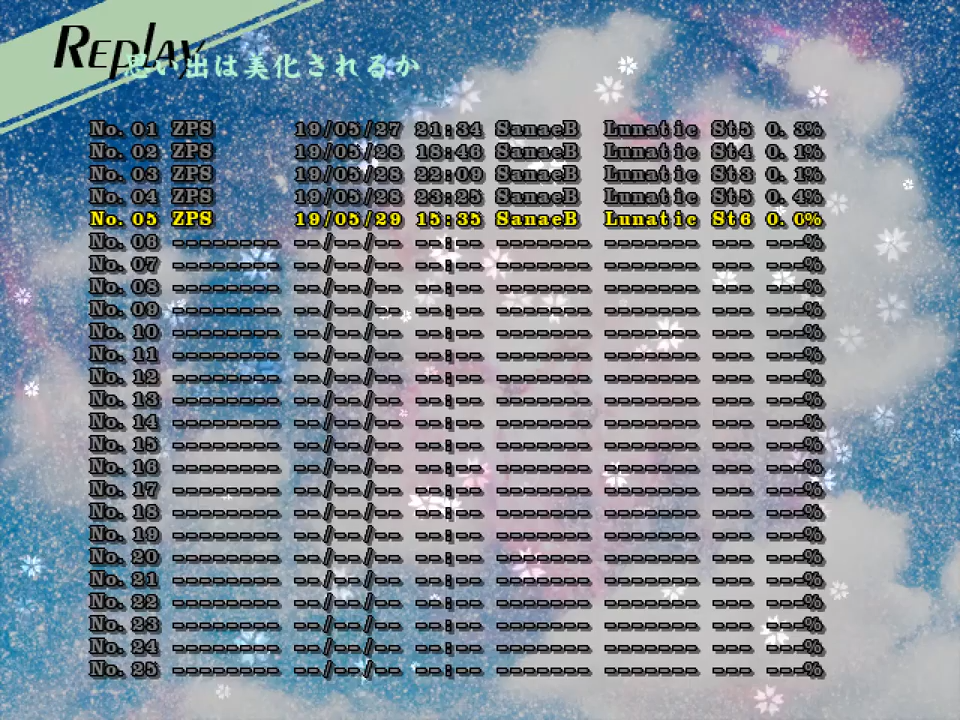 Replay
思い出は美化されるか
No. 01 ZPS 19/05/27 21:34 SanaeB Lunatic St5 0.3%
No. 02 ZPS 19/05/28 18:46 SanaeB Lunatic St4 0.1%
No. 03 ZPS 19/05/28 22:09 SanaeB Lunatic St3 0.1%
No. 04 ZPS 19/05/28 23:25 SanaeB Lunatic St5 0.4%
No. 05 ZPS 19/05/29 15:35 SanaeB Lunatic St6 0.0%
No. 06 -------- --/--/-- --:-- ------- ------- --- ---%
No. 07 -------- --/--/-- --:-- ------- ------- --- ---%
No. 08 -------- --/--/-- --:-- ------- ------- --- ---%
No. 09 -------- --/--/-- --:-- ------- ------- --- ---%
No. 10 -------- --/--/-- --:-- ------- ------- --- ---%
No. 11 -------- --/--/-- --:-- ------- ------- --- ---%
No. 12 -------- --/--/-- --:-- ------- ------- --- ---%
No. 13 -------- --/--/-- --:-- ------- ------- --- ---%
No. 14 -------- --/--/-- --:-- ------- ------- --- ---%
No. 15 -------- --/--/-- --:-- ------- ------- --- ---%
No. 16 -------- --/--/-- --:-- ------- ------- --- ---%
No. 17 -------- --/--/-- --:-- ------- ------- --- ---%
No. 18 -------- --/--/-- --:-- ------- ------- --- ---%
No. 19 -------- --/--/-- --:-- ------- ------- --- ---%
No. 20 -------- --/--/-- --:-- ------- ------- --- ---%
No. 21 -------- --/--/-- --:-- ------- ------- --- ---%
No. 22 -------- --/--/-- --:-- ------- ------- --- ---%
No. 23 -------- --/--/-- --:-- ------- ------- --- ---%
No. 24 -------- --/--/-- --:-- ------- ------- --- ---%
No. 25 -------- --/--/-- --:-- ------- ------- --- ---%